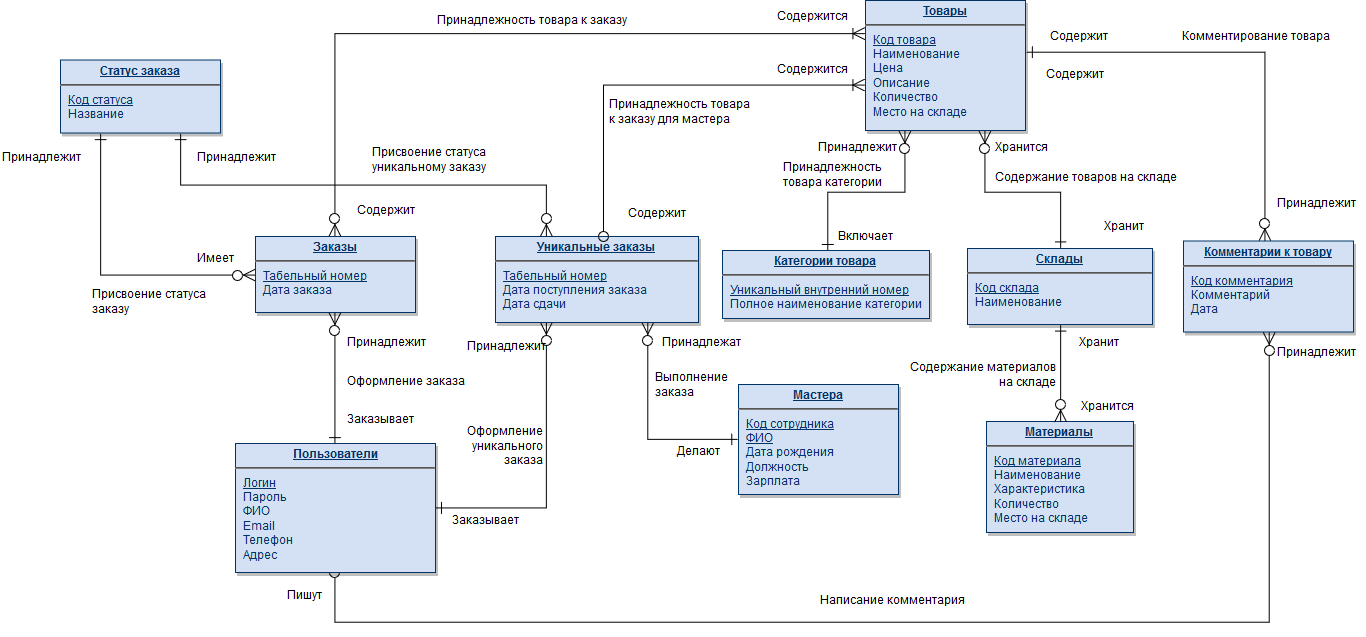 Принадлежность товара к заказу
Содержится
Товары
Код товара
Наименование
Цена
Описание
Количество
Место на складе
Содержит
Комментирование товара
Содержит
Статус заказа
Код статуса
Название
Содержится
Принадлежность товара
к заказу для мастера
Принадлежит
Принадлежит
Присвоение статуса
уникальному заказу
Принадлежит
Хранится
Принадлежность
товара категории
Содержание товаров на складе
Содержит
Содержит
Принадлежит
Включает
Хранит
Имеет
Присвоение статуса
заказу
Заказы
Табельный номер
Дата заказа
Уникальные заказы
Табельный номер
Дата поступления заказа
Дата сдачи
Категории товара
Уникальный внутренний номер
Полное наименование категории
Склады
Код склада
Наименование
Комментарии к товару
Код комментария
Комментарий
Дата
Принадлежит
Принадлежит
Принадлежат
Хранит
Принадлежит
Оформление заказа
Заказывает
Выполнение
заказа
Содержание материалов
на складе
Хранится
Мастера
Код сотрудника
ФИО
Дата рождения
Должность
Зарплата
Делают
Оформление
уникального
заказа
Материалы
Код материала
Наименование
Характеристика
Количество
Место на складе
Пользователи
Логин
Пароль
ФИО
Email
Телефон
Адрес
Заказывает
Пишут
Написание комментария